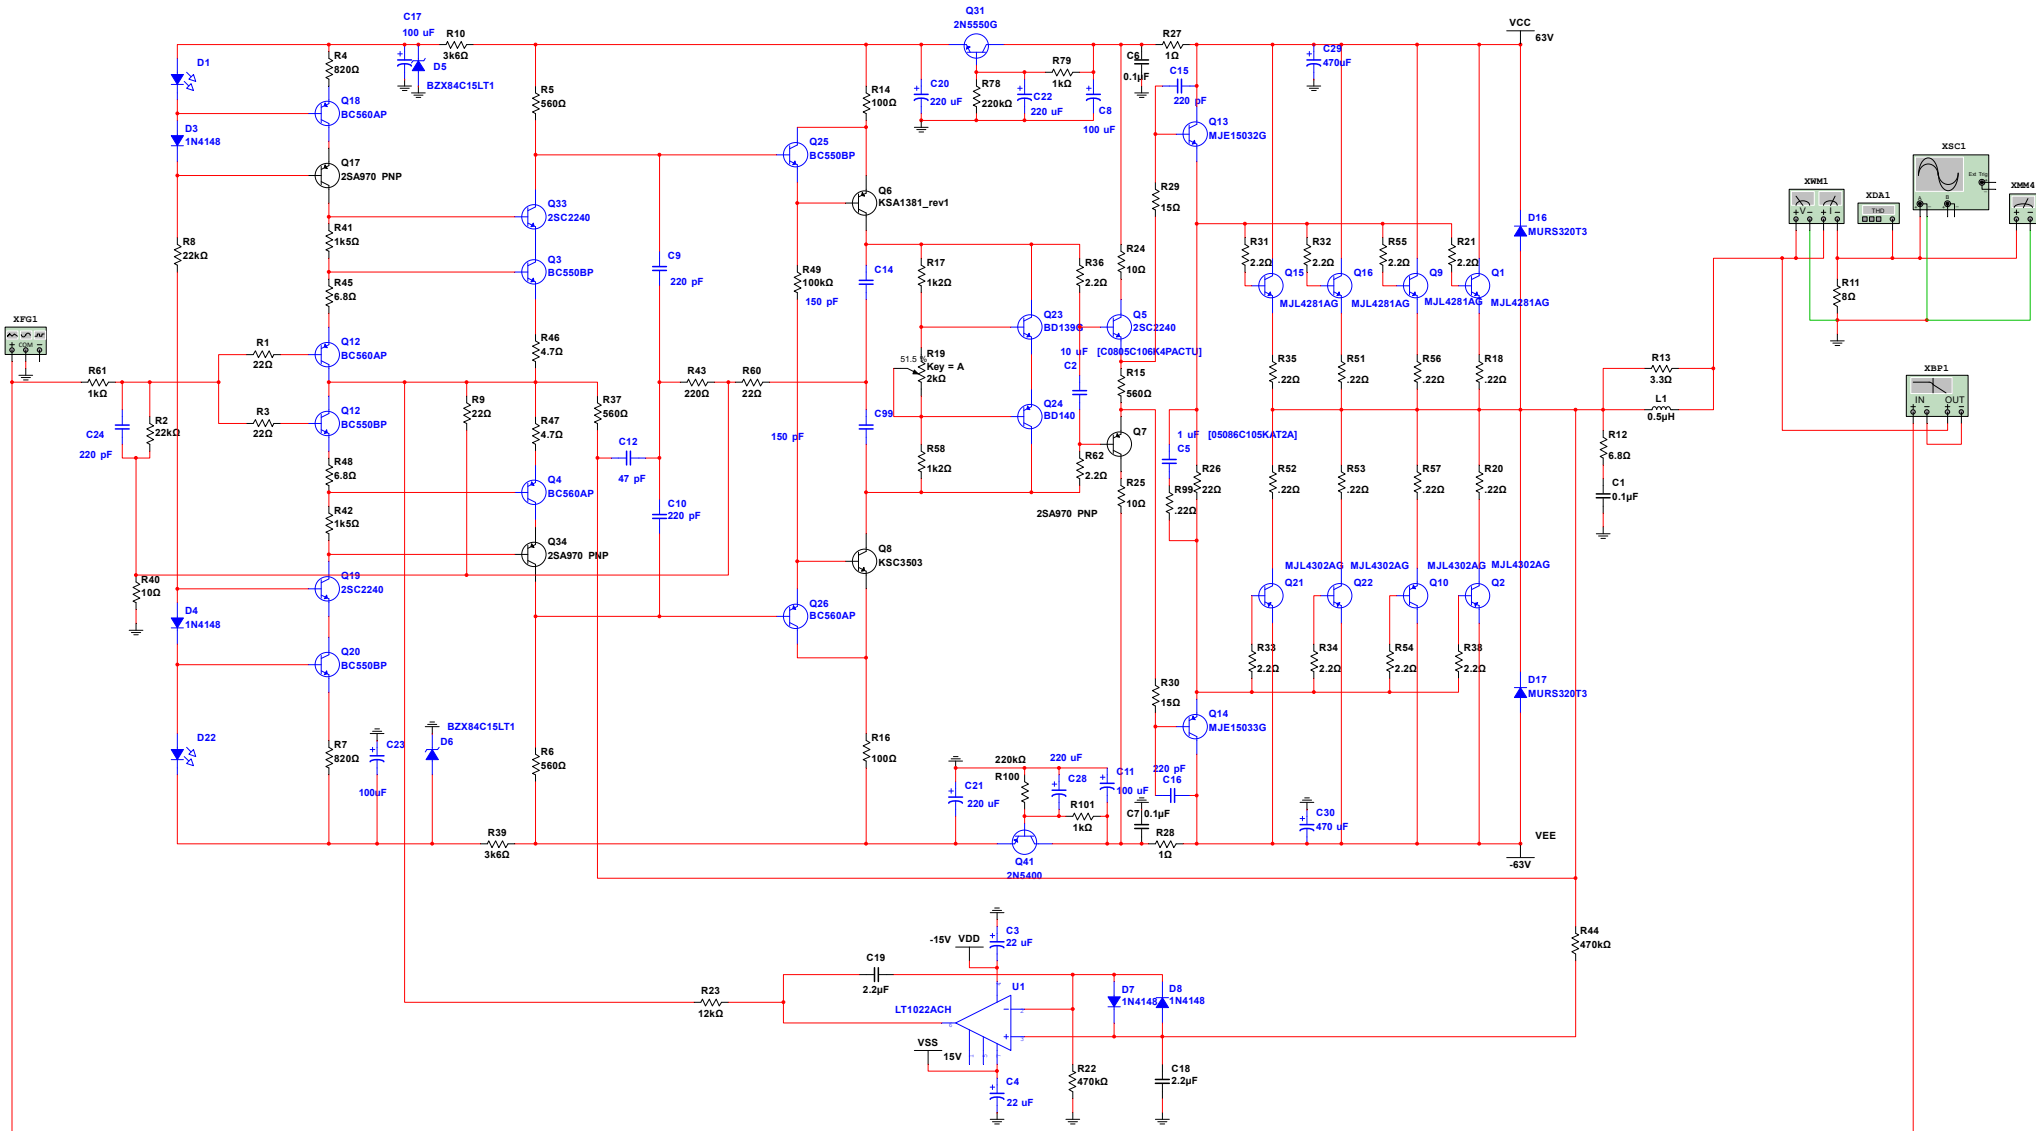 Q31
2N5550G
C17
100 uF
R10
3k6Ω
D5
BZX84C15LT1
D1
R4
820Ω
Q18
BC560AP
D3
1N4148
Q17
2SA970 PNP
R5
560Ω
R14
100Ω
C20
220 uF
R78
220kΩ
C22
220 uF
R79
1kΩ
C8
100 uF
C6
0.1µF
R27
1Ω
C15
220 pF
Q13
MJE15032G
C29
470uF
VCC
63V
Q25
BC550BP
Q6
KSA1381_rev1
Q33
2SC2240
Q3
BC550BP
R41
1k5Ω
R45
6.8Ω
R8
22kΩ
C9
220 pF
R49
100kΩ
C14
150 pF
R17
1k2Ω
R36
2.2Ω
R24
10Ω
R29
15Ω
R31
2.2Ω
R32
2.2Ω
R55
2.2Ω
R21
2.2Ω
Q15
MJL4281AG
Q16
MJL4281AG
Q9
MJL4281AG
Q1
MJL4281AG
D16
MURS320T3
XWM1
V
I
XDA1
THD
XSC1
Ext Trig
A
B
XMM4
R11
8Ω
XFG1
COM
R61
1kΩ
R1
22Ω
Q12
BC560AP
R3
22Ω
Q12
BC550BP
C24
220 pF
R2
22kΩ
R9
22Ω
R46
4.7Ω
R47
4.7Ω
R37
560Ω
R43
220Ω
R60
22Ω
C12
47 pF
Q23
BD139G
51.5 %
R19
Key = A
2kΩ
Q24
BD140
10 uF
[C0805C106K4PACTU]
C2
Q5
2SC2240
R15
560Ω
Q7
C99
150 pF
R58
1k2Ω
R62
2.2Ω
R25
10Ω
2SA970 PNP
1 uF
[05086C105KAT2A]
C5
R99
.22Ω
R26
22Ω
R35
.22Ω
R51
.22Ω
R56
.22Ω
R18
.22Ω
R52
.22Ω
R53
.22Ω
R57
.22Ω
R20
.22Ω
R13
3.3Ω
L1
0.5µH
R12
6.8Ω
C1
0.1µF
XBP1
IN
OUT
R48
6.8Ω
R42
1k5Ω
Q4
BC560AP
Q34
2SA970 PNP
C10
220 pF
Q8
KSC3503
Q26
BC560AP
R40
10Ω
Q19
2SC2240
D4
1N4148
Q20
BC550BP
MJL4302AG
Q21
MJL4302AG
Q22
MJL4302AG
Q10
MJL4302AG
Q2
R33
2.2Ω
R34
2.2Ω
R54
2.2Ω
R38
2.2Ω
R30
15Ω
Q14
MJE15033G
D17
MURS320T3
D22
R7
820Ω
C23
100uF
BZX84C15LT1
D6
R6
560Ω
R39
3k6Ω
R16
100Ω
C21
220 uF
220kΩ
R100
220 uF
C28
C11
100 uF
R101
1kΩ
220 pF
C16
C7
0.1µF
R28
1Ω
C30
470 uF
VEE
-63V
Q41
2N5400
R44
470kΩ
-15V
VDD
C3
22 uF
C19
2.2µF
R23
12kΩ
U1
LT1022ACH
D7
1N4148
D8
1N4148
VSS
15V
C4
22 uF
R22
470kΩ
C18
2.2µF